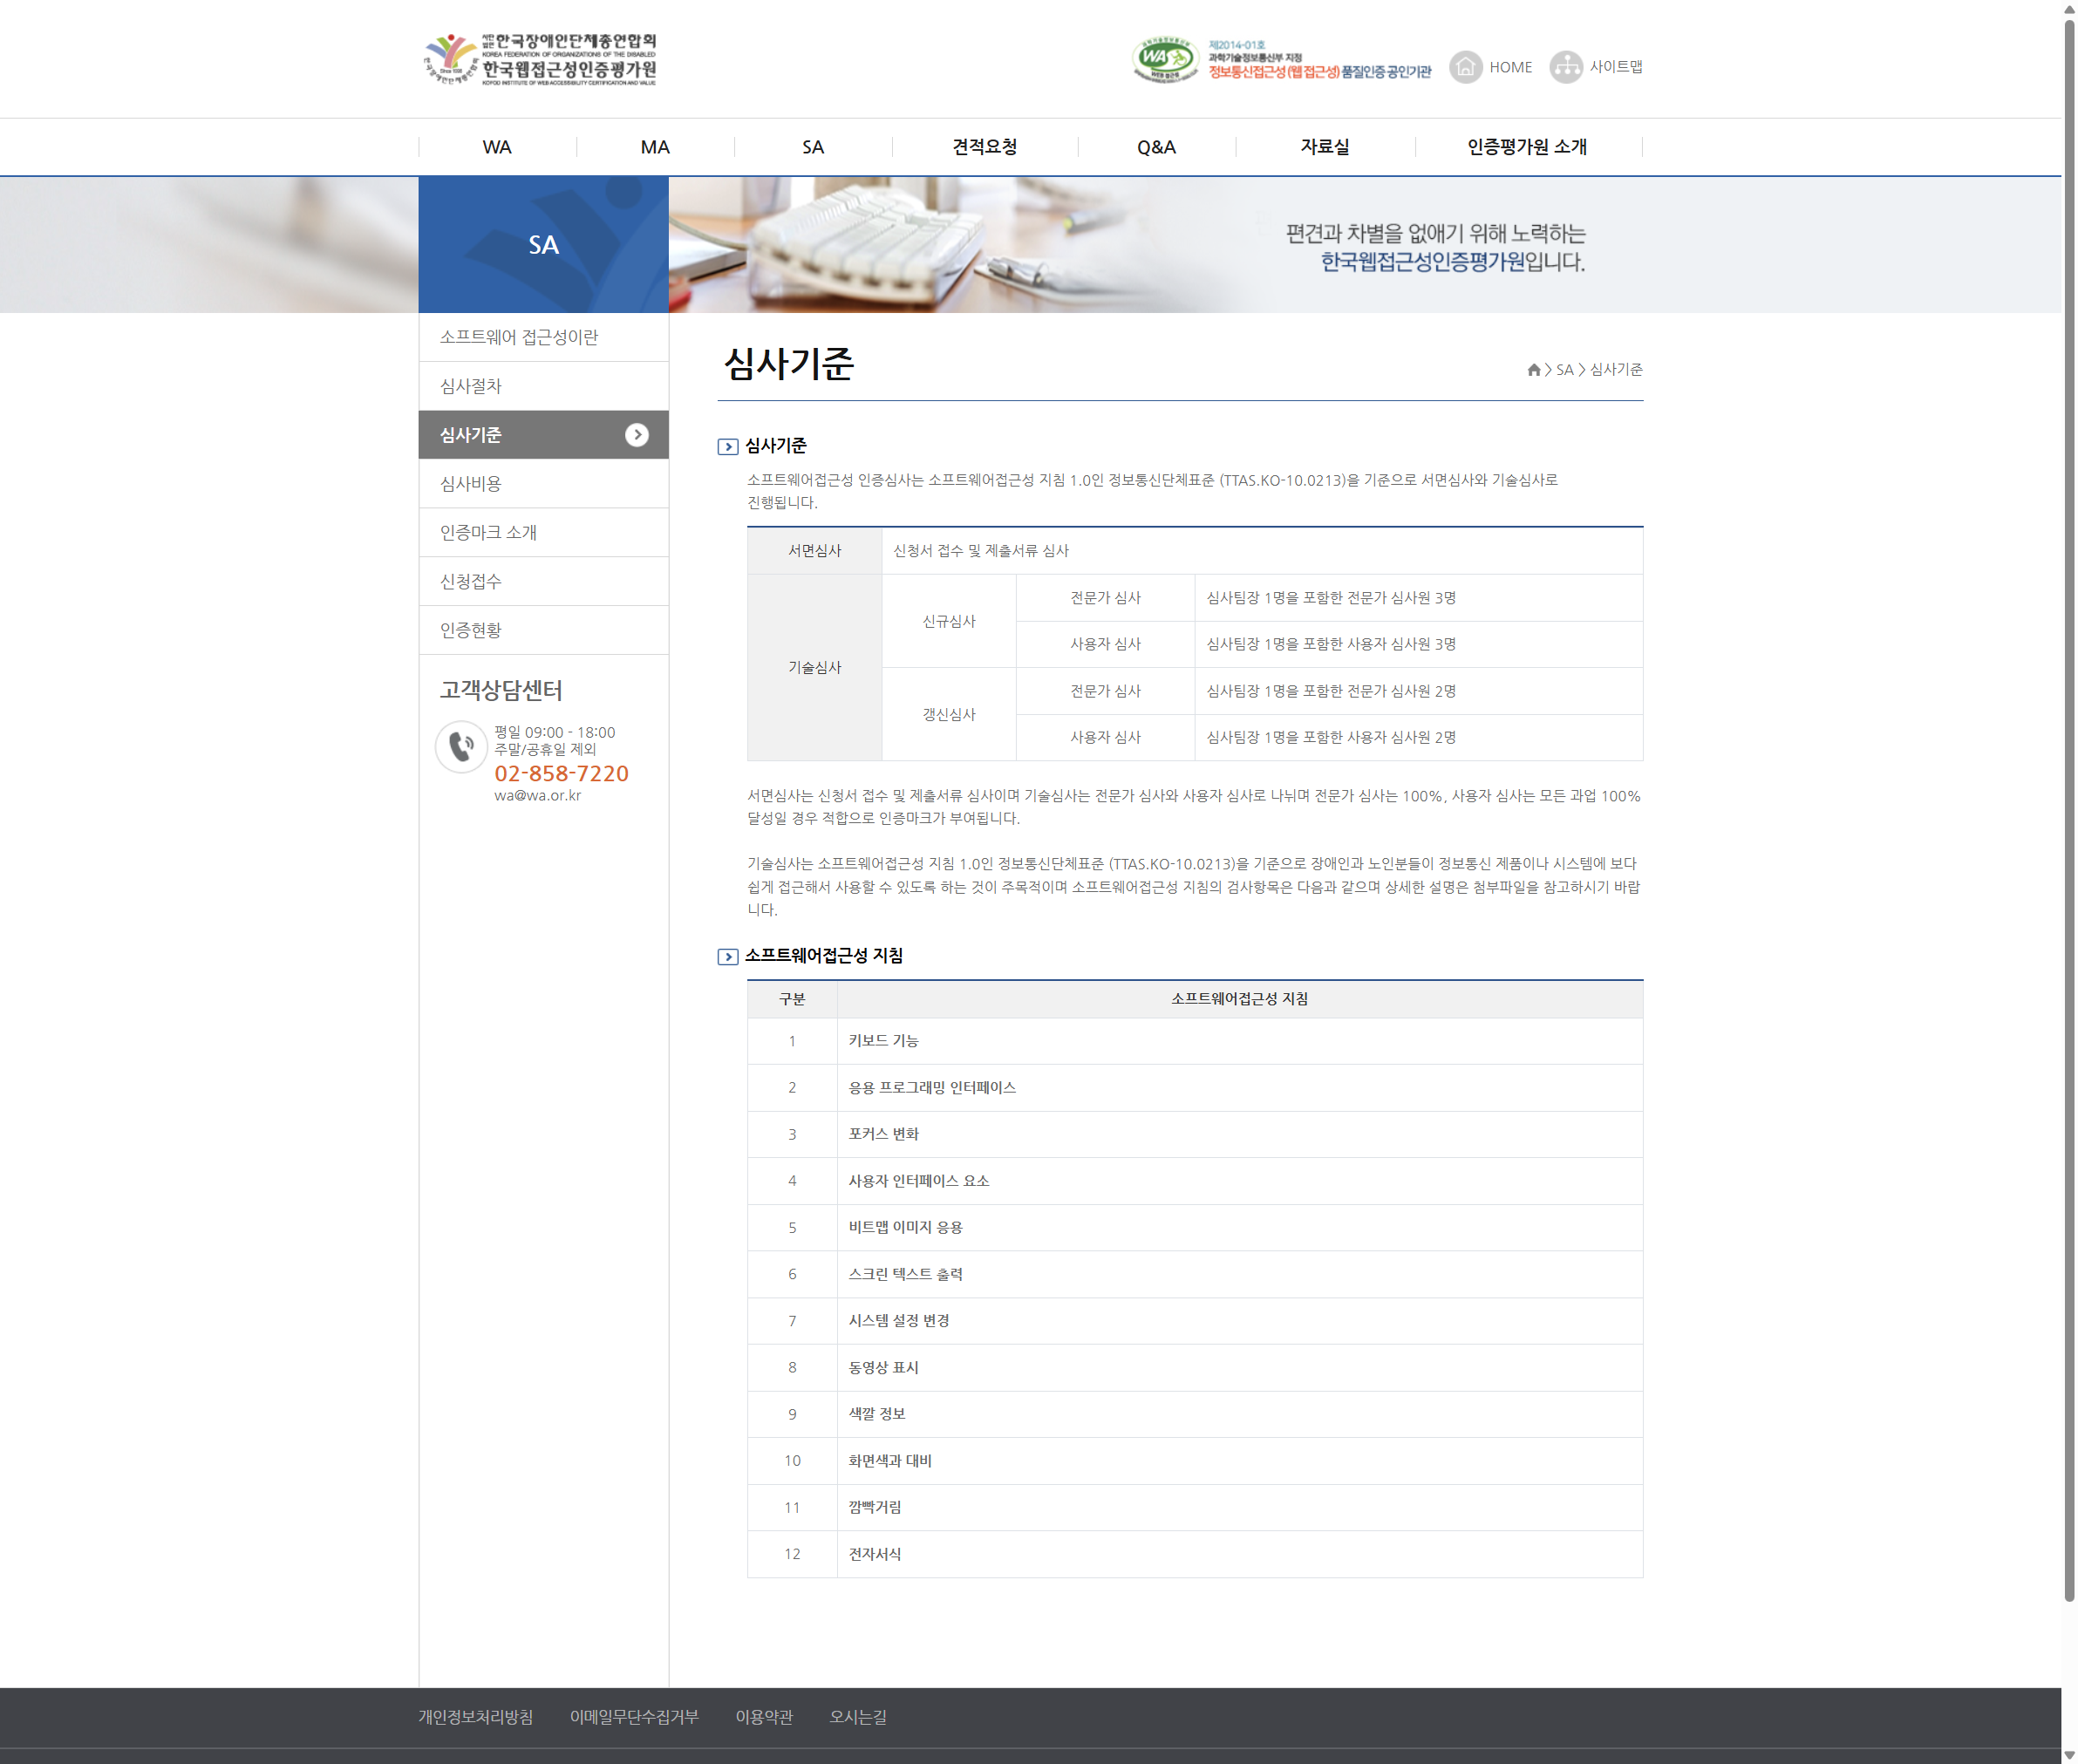 사단법인 한국장애인단체총연합회
KOREA FEDERATION OF ORGANIZATIONS OF THE DISABLED
한국웹접근성인증평가원
KOFOD INSTITUTE OF WEB ACCESSIBILITY CERTIFICATION AND VALUE
한국장애인단체총연합회
Since 1998
WA
WEB 접근성
제2014-01호
과학기술정보통신부 지정
정보통신접근성(웹 접근성) 품질인증 공인기관
HOME
사이트맵
WA
MA
SA
견적요청
Q&A
자료실
인증평가원 소개
SA
편견과 차별을 없애기 위해 노력하는
한국웹접근성인증평가원입니다.
소프트웨어 접근성이란
심사절차
심사기준
심사비용
인증마크 소개
신청접수
인증현황
고객상담센터
평일 09:00 - 18:00
주말/공휴일 제외
02-858-7220
wa@wa.or.kr
심사기준
> SA > 심사기준
심사기준
소프트웨어접근성 인증심사는 소프트웨어접근성 지침 1.0인 정보통신단체표준 (TTAS.KO-10.0213)을 기준으로 서면심사와 기술심사로
진행됩니다.
서면심사 신청서 접수 및 제출서류 심사
기술심사 신규심사 전문가 심사 심사팀장 1명을 포함한 전문가 심사원 3명
사용자 심사 심사팀장 1명을 포함한 사용자 심사원 3명
갱신심사 전문가 심사 심사팀장 1명을 포함한 전문가 심사원 2명
사용자 심사 심사팀장 1명을 포함한 사용자 심사원 2명
서면심사는 신청서 접수 및 제출서류 심사이며 기술심사는 전문가 심사와 사용자 심사로 나뉘며 전문가 심사는 100%, 사용자 심사는 모든 과업 100%
달성일 경우 적합으로 인증마크가 부여됩니다.
기술심사는 소프트웨어접근성 지침 1.0인 정보통신단체표준 (TTAS.KO-10.0213)을 기준으로 장애인과 노인분들이 정보통신 제품이나 시스템에 보다
쉽게 접근해서 사용할 수 있도록 하는 것이 주목적이며 소프트웨어접근성 지침의 검사항목은 다음과 같으며 상세한 설명은 첨부파일을 참고하시기 바랍
니다.
소프트웨어접근성 지침
구분 소프트웨어접근성 지침
1 키보드 기능
2 응용 프로그래밍 인터페이스
3 포커스 변화
4 사용자 인터페이스 요소
5 비트맵 이미지 응용
6 스크린 텍스트 출력
7 시스템 설정 변경
8 동영상 표시
9 색깔 정보
10 화면색과 대비
11 깜빡거림
12 전자서식
개인정보처리방침
이메일무단수집거부
이용약관
오시는길